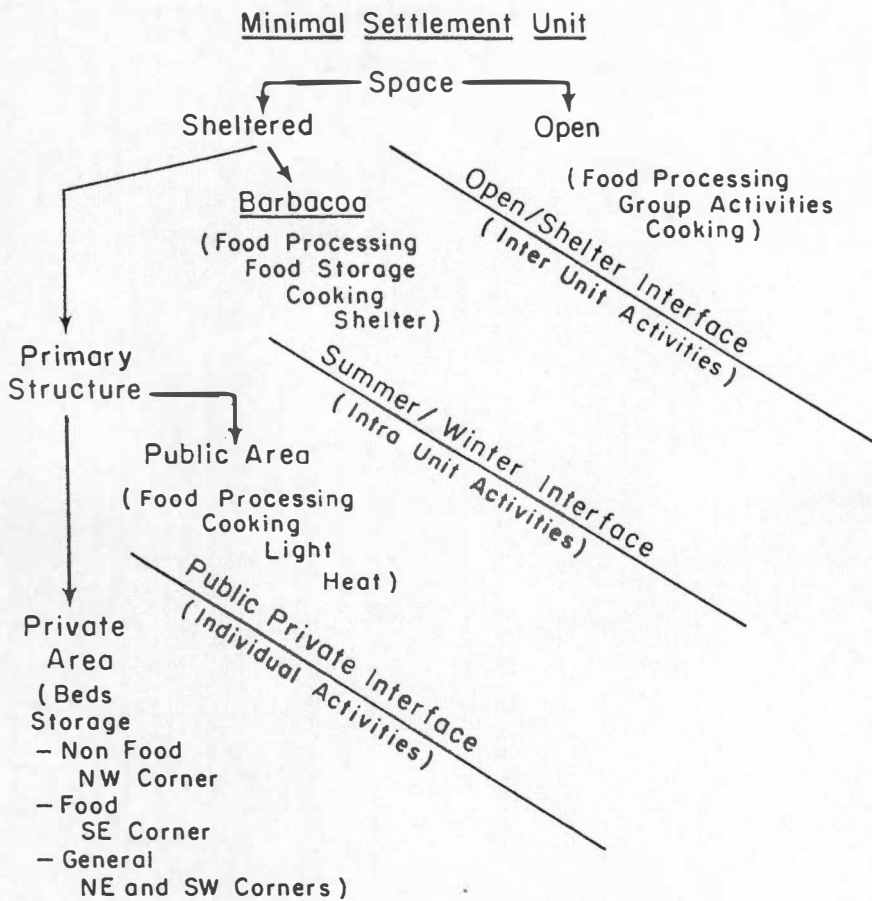 Minimal Settlement Unit
Space
Sheltered
Open
(Food Processing
Group Activities
Cooking)
Open/Shelter Interface
(Inter Unit Activities)
Barbacoa
(Food Processing
Food Storage
Cooking
Shelter)
Summer/Winter Interface
(Intra Unit Activities)
Primary
Structure
Public Area
(Food Processing
Cooking
Light
Heat)
Public Private Interface
(Individual Activities)
Private
Area
(Beds
Storage
– Non Food
NW Corner
– Food
SE Corner
– General
NE and SW Corners)